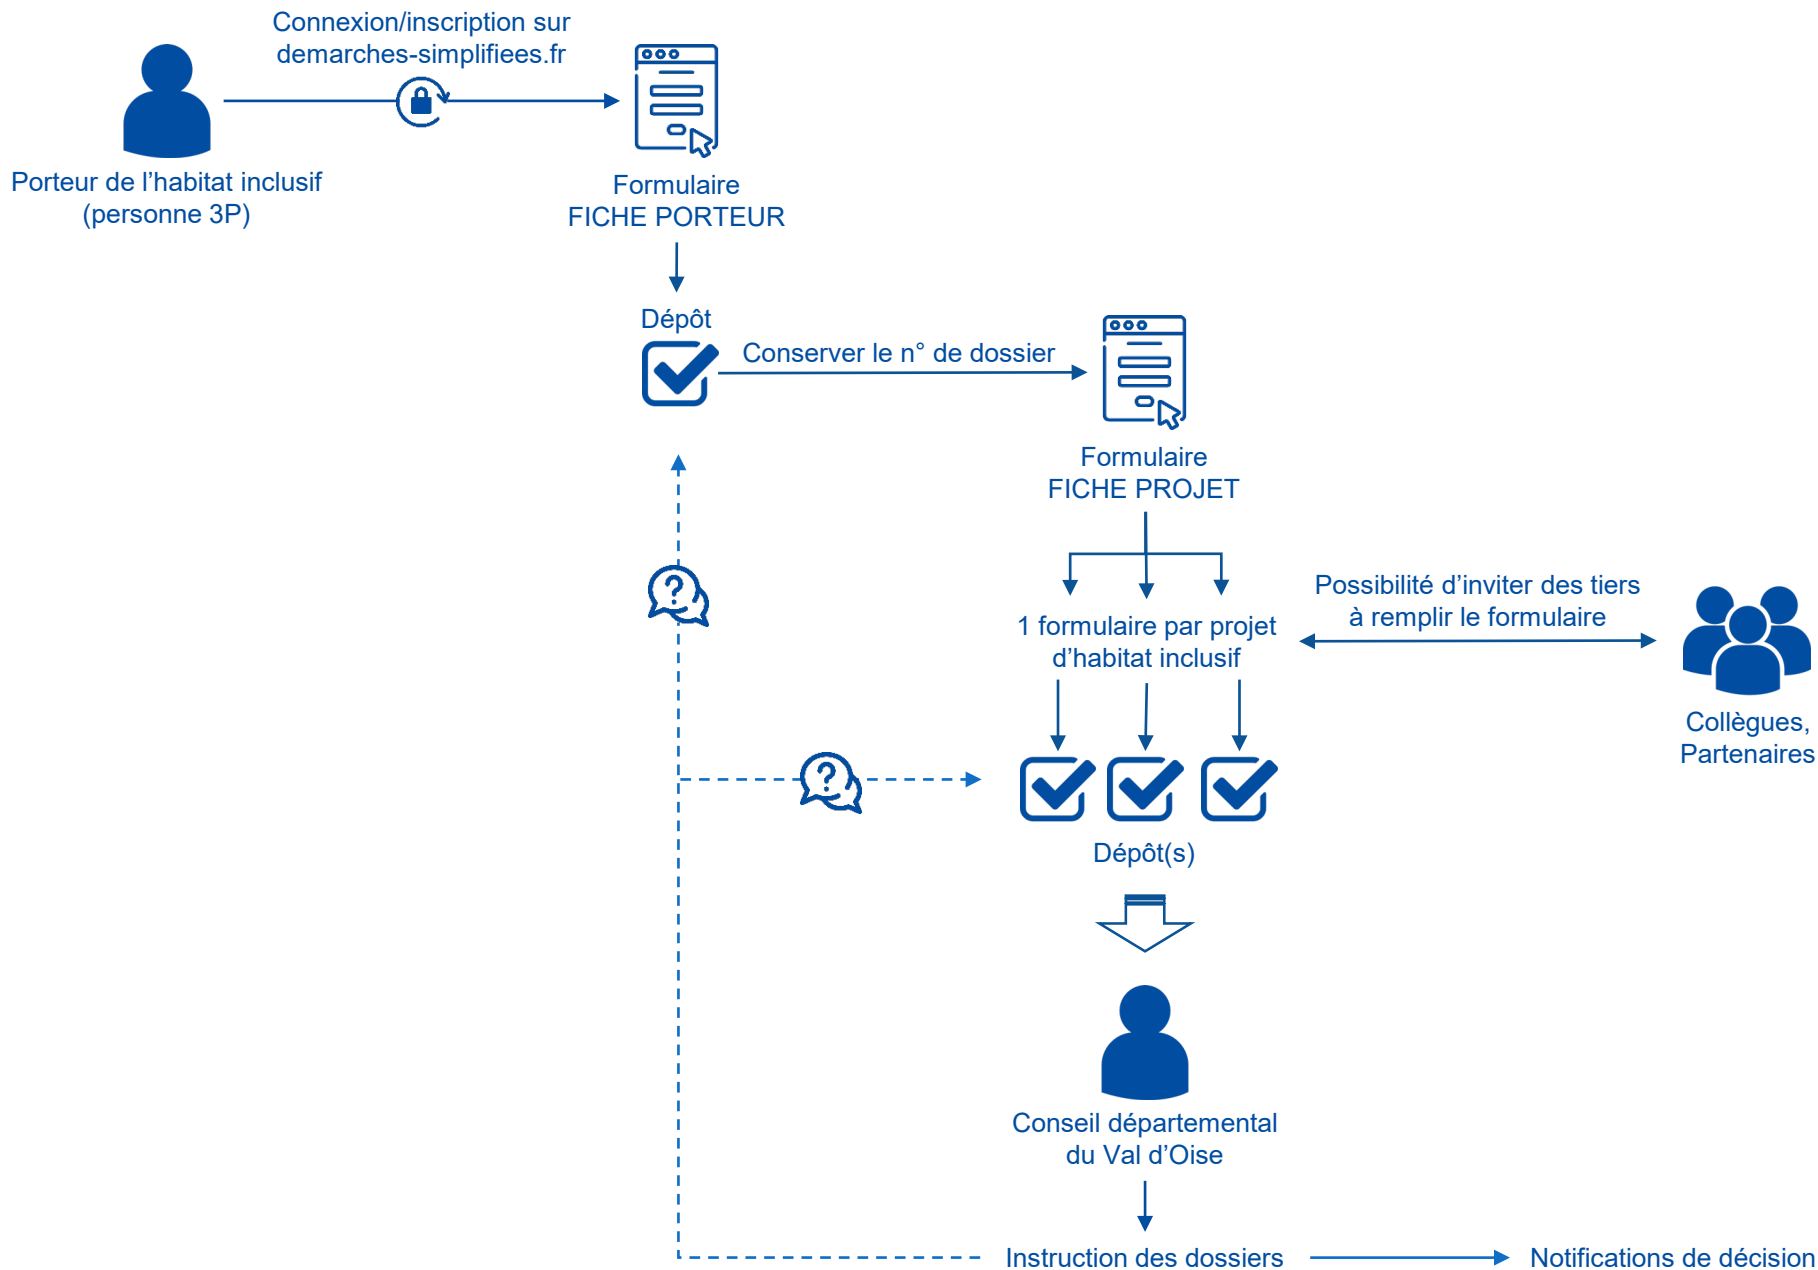 Connexion/inscription sur
demarches-simplifiees.fr
Porteur de l’habitat inclusif
(personne 3P)
Formulaire
FICHE PORTEUR
Dépôt
Conserver le n° de dossier
Formulaire
FICHE PROJET
1 formulaire par projet
d’habitat inclusif
Possibilité d’inviter des tiers
à remplir le formulaire
Collègues,
Partenaires
?
?
Dépôt(s)
Conseil départemental
du Val d’Oise
Instruction des dossiers
Notifications de décision